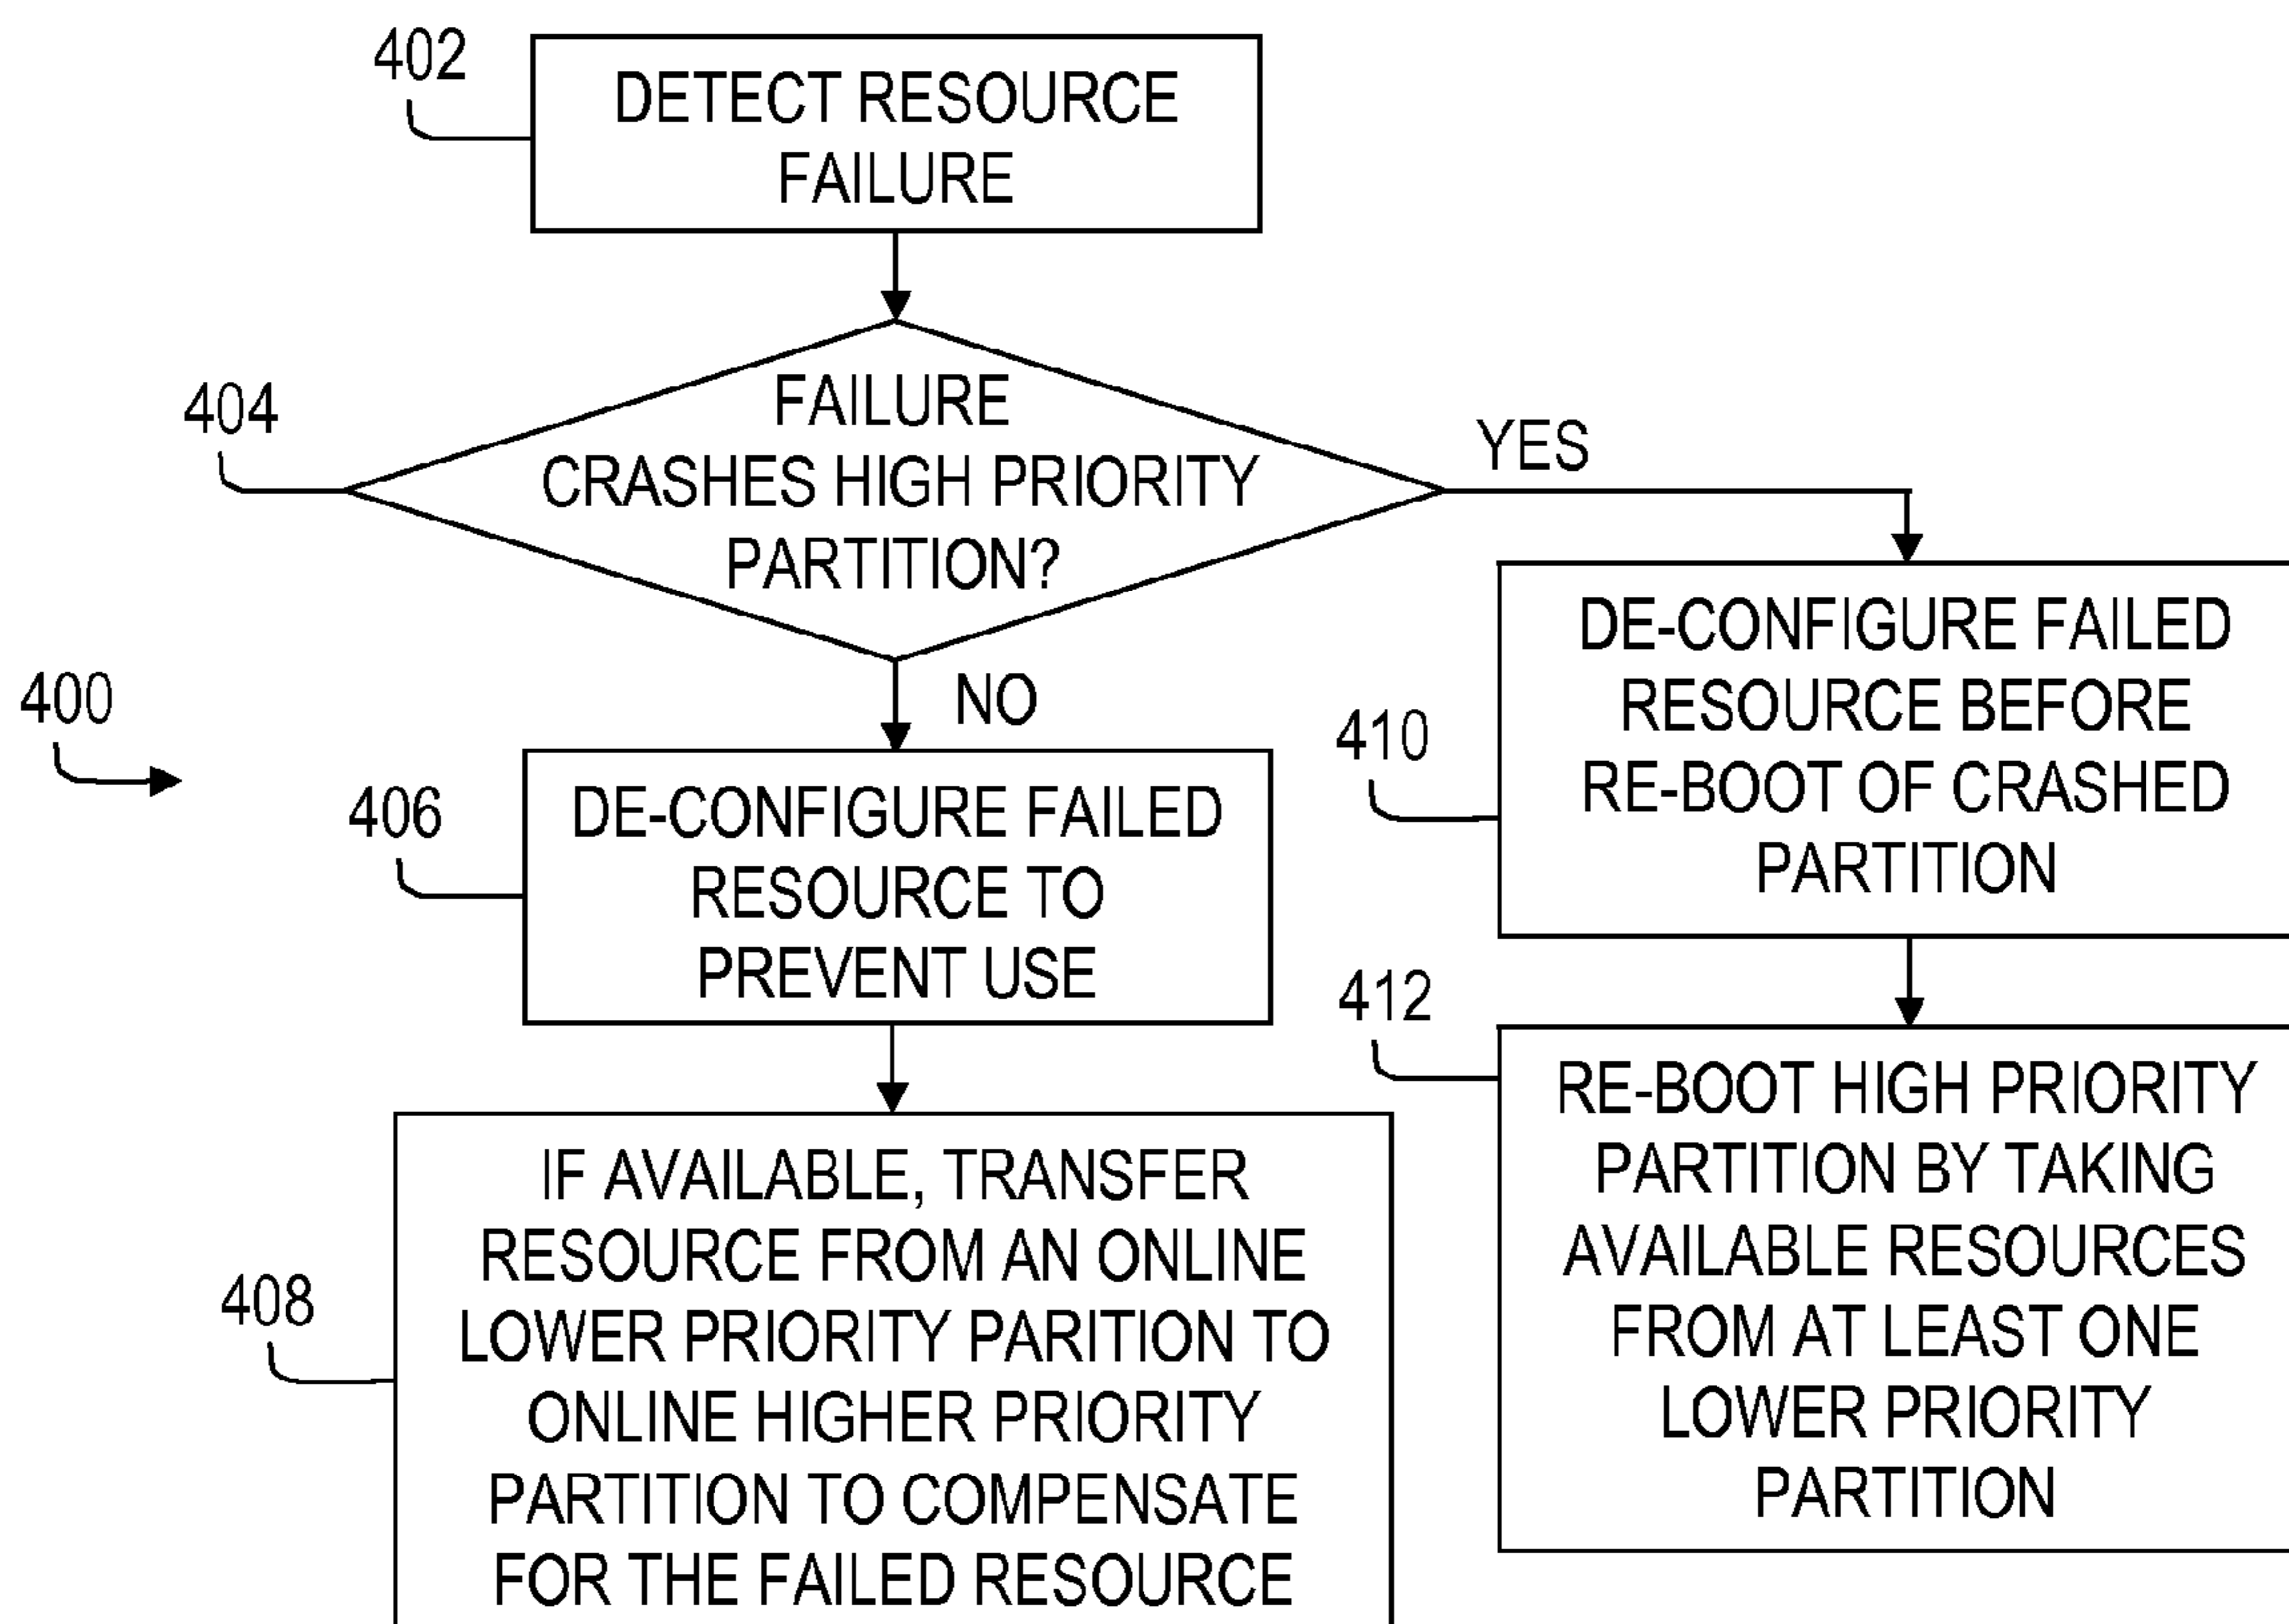 402
DETECT RESOURCE
FAILURE
404
FAILURE
CRASHES HIGH PRIORITY
PARTITION?
YES
NO
400
406
DE-CONFIGURE FAILED
RESOURCE TO
PREVENT USE
408
IF AVAILABLE, TRANSFER
RESOURCE FROM AN ONLINE
LOWER PRIORITY PARITION TO
ONLINE HIGHER PRIORITY
PARTITION TO COMPENSATE
FOR THE FAILED RESOURCE
410
DE-CONFIGURE FAILED
RESOURCE BEFORE
RE-BOOT OF CRASHED
PARTITION
412
RE-BOOT HIGH PRIORITY
PARTITION BY TAKING
AVAILABLE RESOURCES
FROM AT LEAST ONE
LOWER PRIORITY
PARTITION